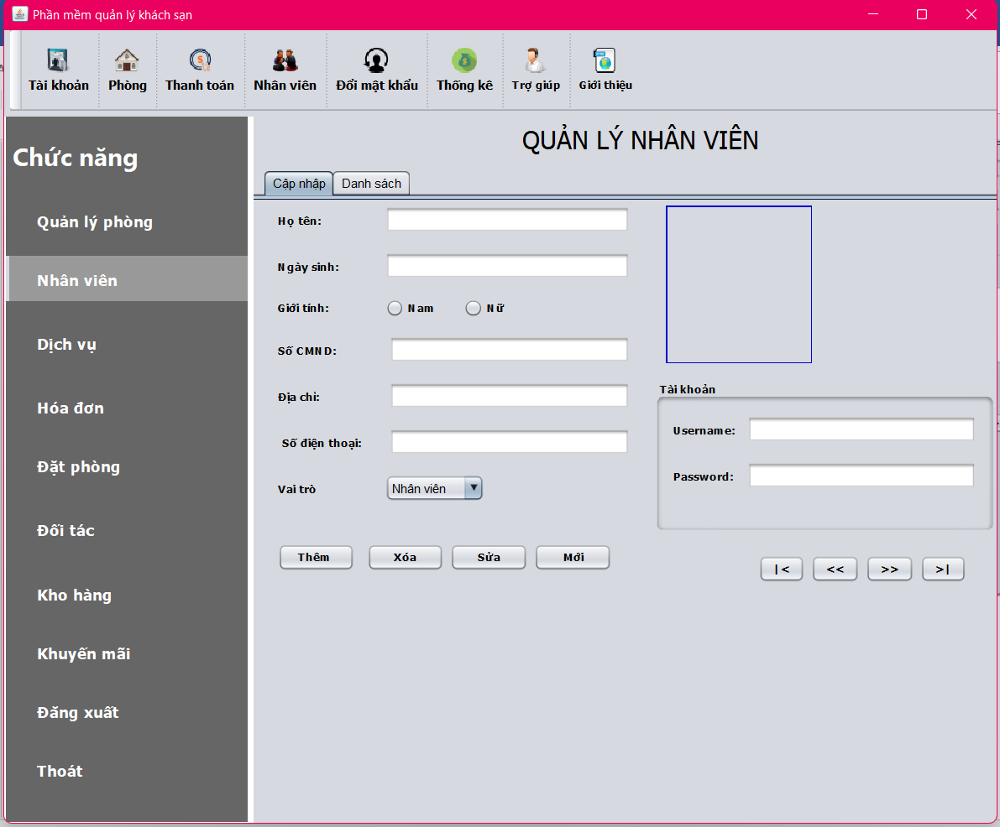 Phần mềm quản lý khách sạn
Tài khoản Phòng Thanh toán Nhân viên Đổi mật khẩu Thống kê Trợ giúp Giới thiệu
Chức năng
Quản lý phòng
Nhân viên
Dịch vụ
Hóa đơn
Đặt phòng
Đối tác
Kho hàng
Khuyến mãi
Đăng xuất
Thoát
QUẢN LÝ NHÂN VIÊN
Cập nhập Danh sách
Họ tên:
Ngày sinh:
Giới tính: Nam Nữ
Số CMND:
Địa chỉ:
Số điện thoại:
Vai trò Nhân viên
Thêm Xóa Sửa Mới
Tài khoản
Username:
Password:
|< << >> >|